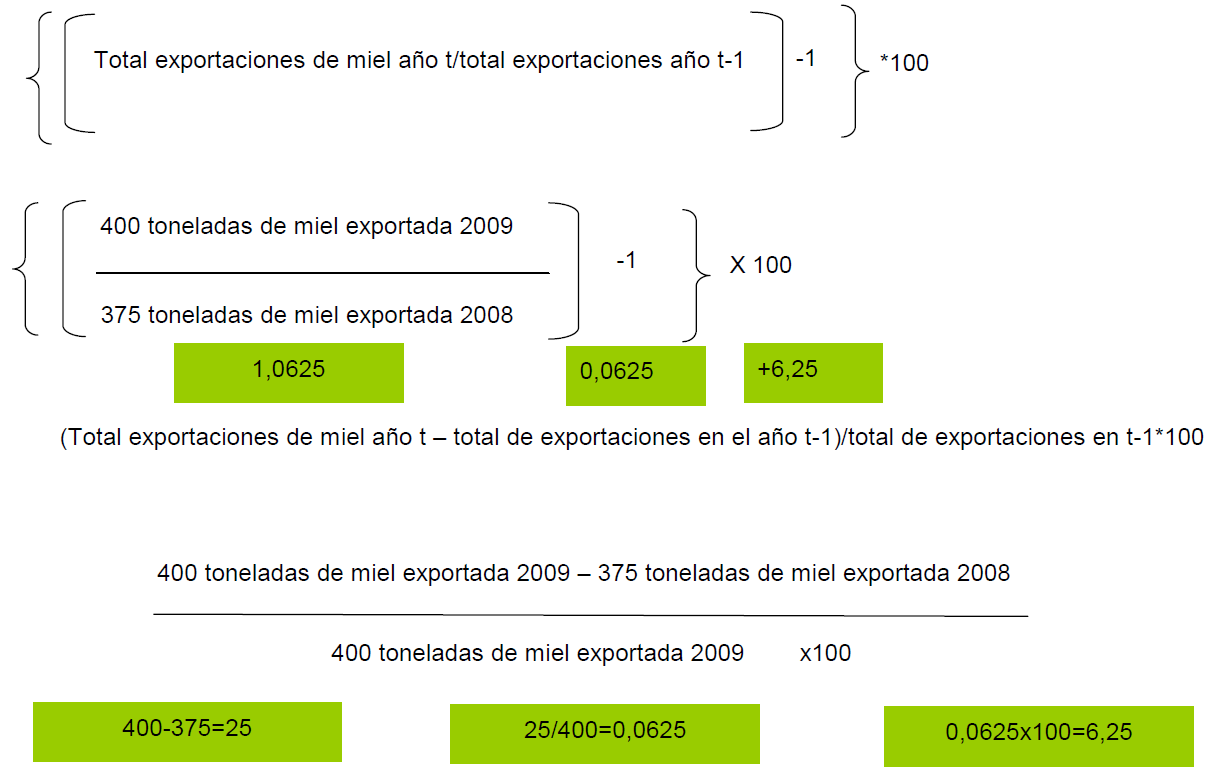 Total exportaciones de miel año t/total exportaciones año t-1 -1 *100
400 toneladas de miel exportada 2009
-1 X 100
375 toneladas de miel exportada 2008
1,0625 0,0625 +6,25
(Total exportaciones de miel año t – total de exportaciones en el año t-1)/total de exportaciones en t-1*100
400 toneladas de miel exportada 2009 – 375 toneladas de miel exportada 2008
400 toneladas de miel exportada 2009 x100
400-375=25 25/400=0,0625 0,0625x100=6,25